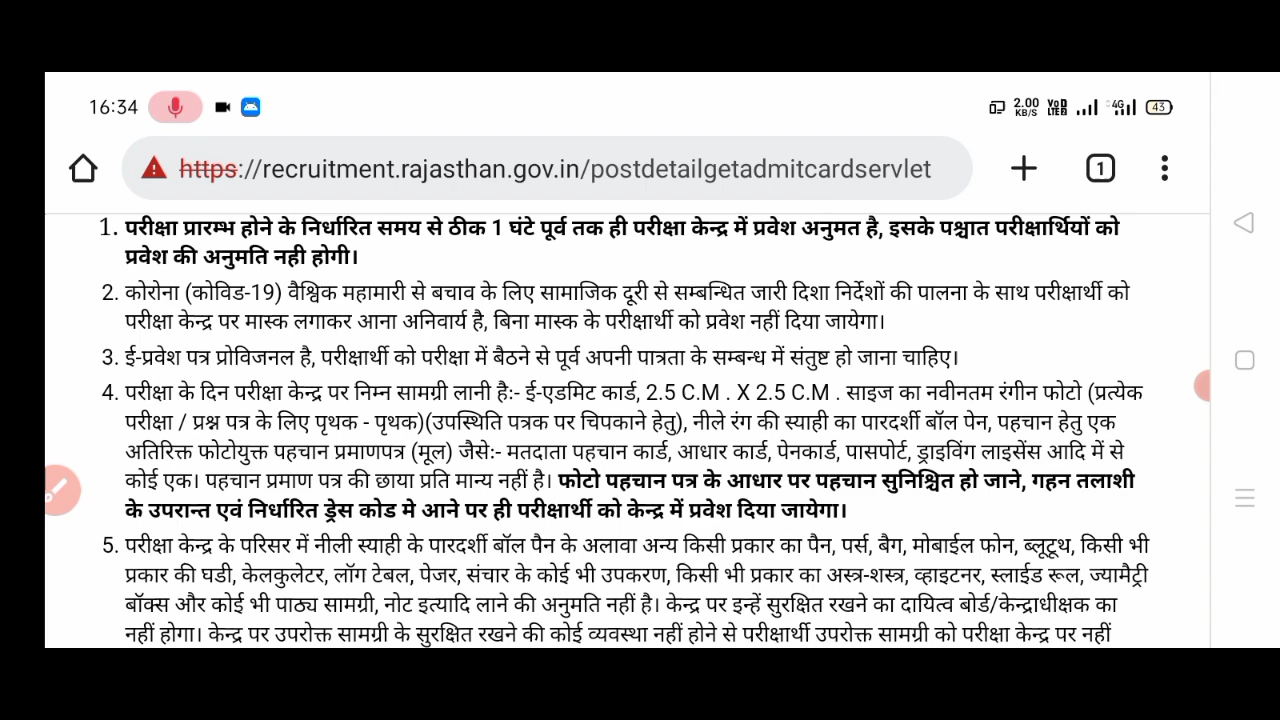 16:34
2.00 KB/S VoD LTE2 4G 43
https://recruitment.rajasthan.gov.in/postdetailgetadmitcardservlet
1
1. परीक्षा प्रारम्भ होने के निर्धारित समय से ठीक 1 घंटे पूर्व तक ही परीक्षा केन्द्र में प्रवेश अनुमत है, इसके पश्चात परीक्षार्थियों को
प्रवेश की अनुमति नही होगी।
2. कोरोना (कोविड-19) वैश्विक महामारी से बचाव के लिए सामाजिक दूरी से सम्बन्धित जारी दिशा निर्देशों की पालना के साथ परीक्षार्थी को
परीक्षा केन्द्र पर मास्क लगाकर आना अनिवार्य है, बिना मास्क के परीक्षार्थी को प्रवेश नहीं दिया जायेगा।
3. ई-प्रवेश पत्र प्रोविजनल है, परीक्षार्थी को परीक्षा में बैठने से पूर्व अपनी पात्रता के सम्बन्ध में संतुष्ट हो जाना चाहिए।
4. परीक्षा के दिन परीक्षा केन्द्र पर निम्न सामग्री लानी है:- ई-एडमिट कार्ड, 2.5 C.M . X 2.5 C.M . साइज का नवीनतम रंगीन फोटो (प्रत्येक
परीक्षा / प्रश्न पत्र के लिए पृथक - पृथक)(उपस्थिति पत्रक पर चिपकाने हेतु), नीले रंग की स्याही का पारदर्शी बॉल पेन, पहचान हेतु एक
अतिरिक्त फोटोयुक्त पहचान प्रमाणपत्र (मूल) जैसे:- मतदाता पहचान कार्ड, आधार कार्ड, पेनकार्ड, पासपोर्ट, ड्राइविंग लाइसेंस आदि में से
कोई एक। पहचान प्रमाण पत्र की छाया प्रति मान्य नहीं है। फोटो पहचान पत्र के आधार पर पहचान सुनिश्चित हो जाने, गहन तलाशी
के उपरान्त एवं निर्धारित ड्रेस कोड मे आने पर ही परीक्षार्थी को केन्द्र में प्रवेश दिया जायेगा।
5. परीक्षा केन्द्र के परिसर में नीली स्याही के पारदर्शी बॉल पैन के अलावा अन्य किसी प्रकार का पैन, पर्स, बैग, मोबाईल फोन, ब्लूटूथ, किसी भी
प्रकार की घडी, केलकुलेटर, लॉग टेबल, पेजर, संचार के कोई भी उपकरण, किसी भी प्रकार का अस्त्र-शस्त्र, व्हाइटनर, स्लाईड रूल, ज्यामैट्री
बॉक्स और कोई भी पाठ्य सामग्री, नोट इत्यादि लाने की अनुमति नहीं है। केन्द्र पर इन्हें सुरक्षित रखने का दायित्व बोर्ड/केन्द्राधीक्षक का
नहीं होगा। केन्द्र पर उपरोक्त सामग्री के सुरक्षित रखने की कोई व्यवस्था नहीं होने से परीक्षार्थी उपरोक्त सामग्री को परीक्षा केन्द्र पर नहीं